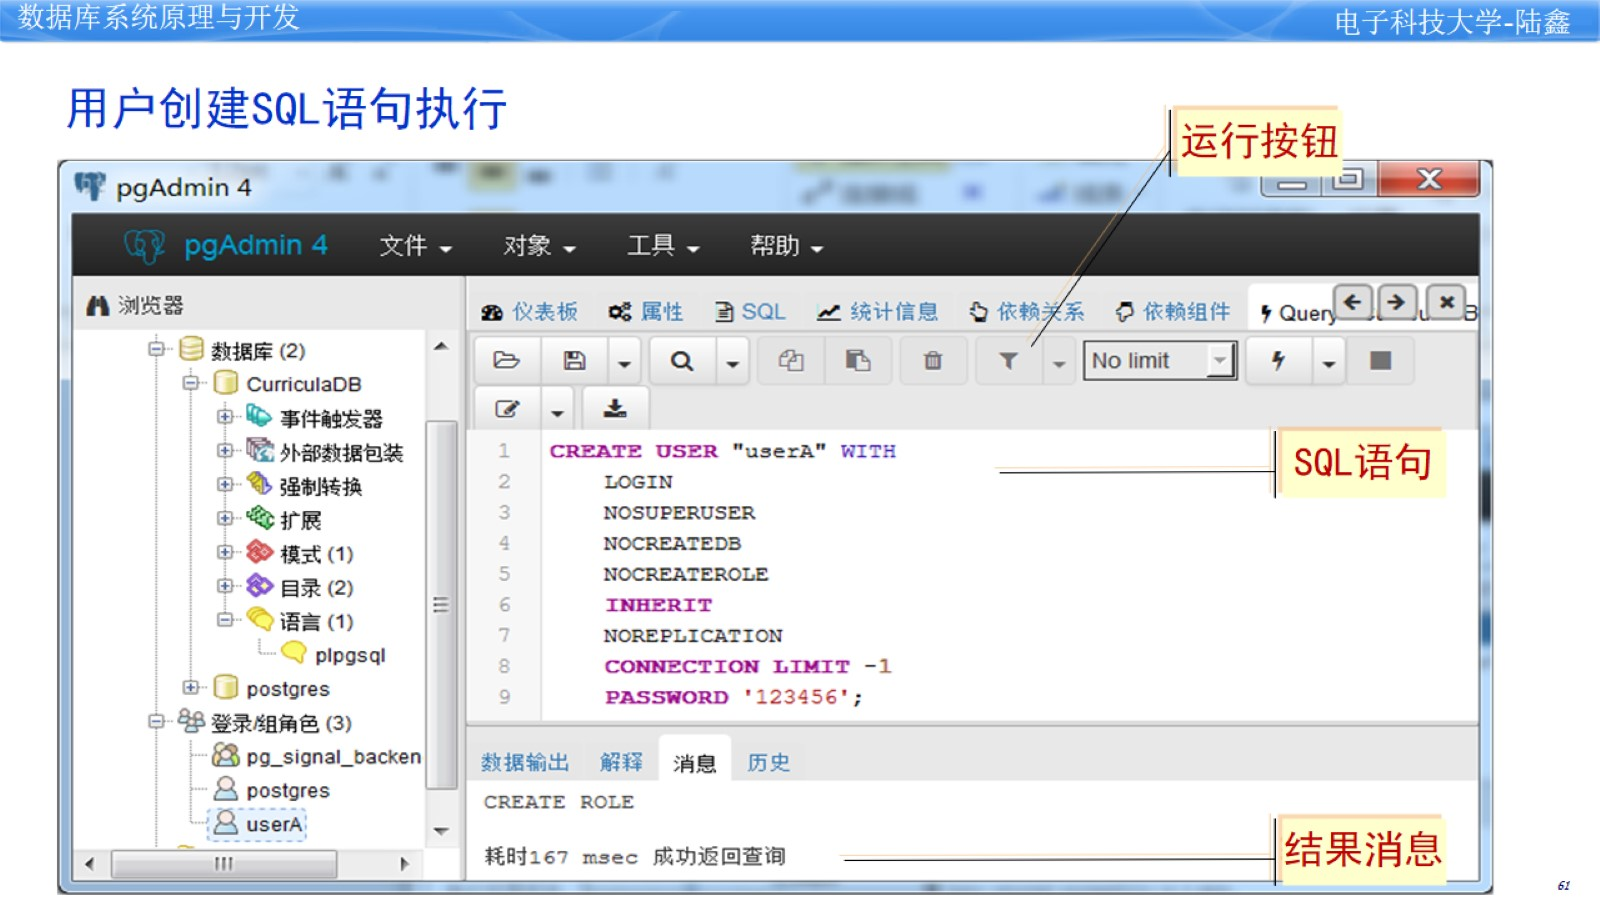 数据库系统原理与开发
电子科技大学-陆鑫
用户创建SQL语句执行
运行按钮
pgAdmin 4
pgAdmin 4 文件 对象 工具 帮助
浏览器
仪表板 属性 SQL 统计信息 依赖关系 依赖组件 Query
数据库 (2)
CurriculaDB
事件触发器
外部数据包装
强制转换
扩展
模式 (1)
目录 (2)
语言 (1)
plpgsql
postgres
登录/组角色 (3)
pg_signal_backen
postgres
userA
No limit
1 CREATE USER "userA" WITH
2 LOGIN
3 NOSUPERUSER
4 NOCREATEDB
5 NOCREATEROLE
6 INHERIT
7 NOREPLICATION
8 CONNECTION LIMIT -1
9 PASSWORD '123456';
SQL语句
数据输出 解释 消息 历史
CREATE ROLE
耗时167 msec 成功返回查询
结果消息
61